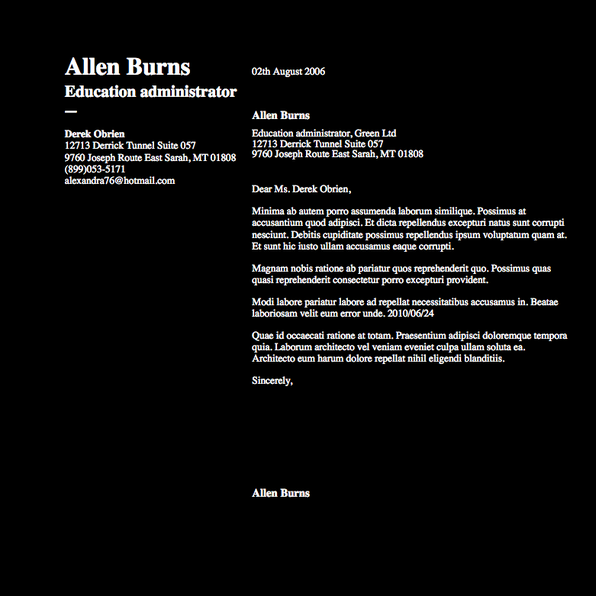 Allen Burns
Education administrator
—
Derek Obrien
12713 Derrick Tunnel Suite 057
9760 Joseph Route East Sarah, MT 01808
(899)053-5171
alexandra76@hotmail.com
02th August 2006
Allen Burns
Education administrator, Green Ltd
12713 Derrick Tunnel Suite 057
9760 Joseph Route East Sarah, MT 01808
Dear Ms. Derek Obrien,
Minima ab autem porro assumenda laborum similique. Possimus at
accusantium quod adipisci. Et dicta repellendus excepturi natus sunt corrupti
nesciunt. Debitis cupiditate possimus repellendus ipsum voluptatum quam at.
Et sunt hic iusto ullam accusamus eaque corrupti.
Magnam nobis ratione ab pariatur quos reprehenderit quo. Possimus quas
quasi reprehenderit consectetur porro excepturi provident.
Modi labore pariatur labore ad repellat necessitatibus accusamus in. Beatae
laboriosam velit eum error unde. 2010/06/24
Quae id occaecati ratione at totam. Praesentium adipisci doloremque tempora
quia. Laborum architecto vel veniam eveniet culpa ullam soluta ea.
Architecto eum harum dolore repellat nihil eligendi blanditiis.
Sincerely,
Allen Burns